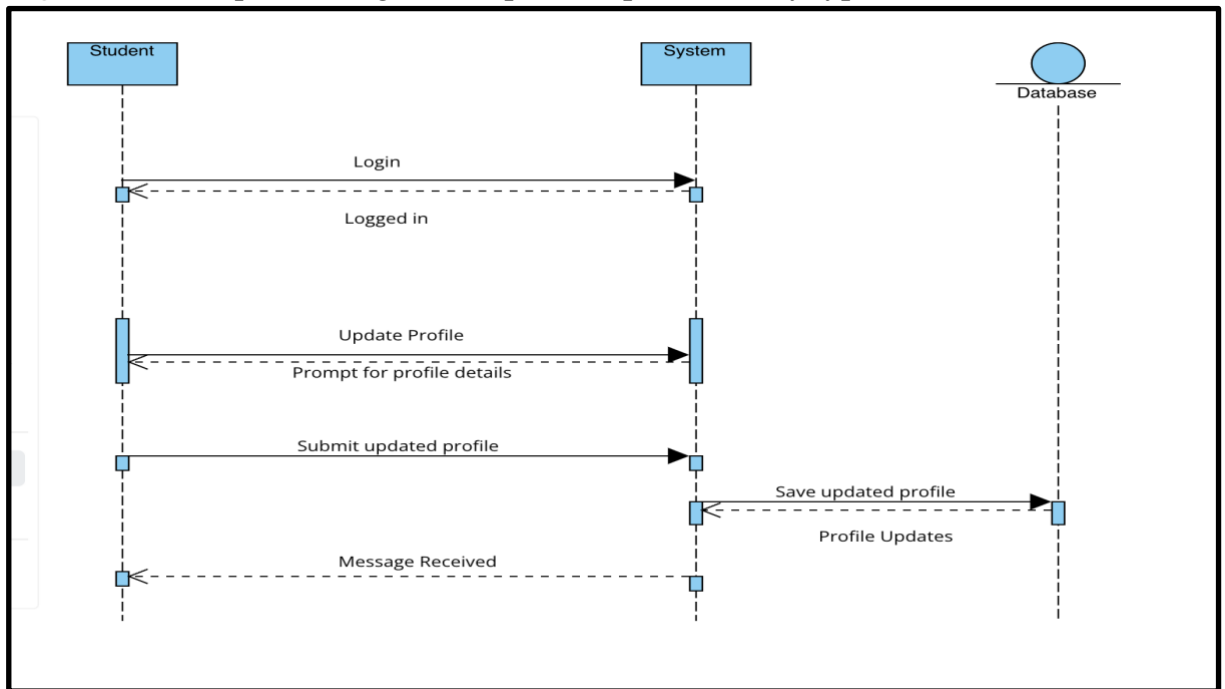 Student
System
Database
Login
Logged in
Update Profile
Prompt for profile details
Submit updated profile
Save updated profile
Profile Updates
Message Received